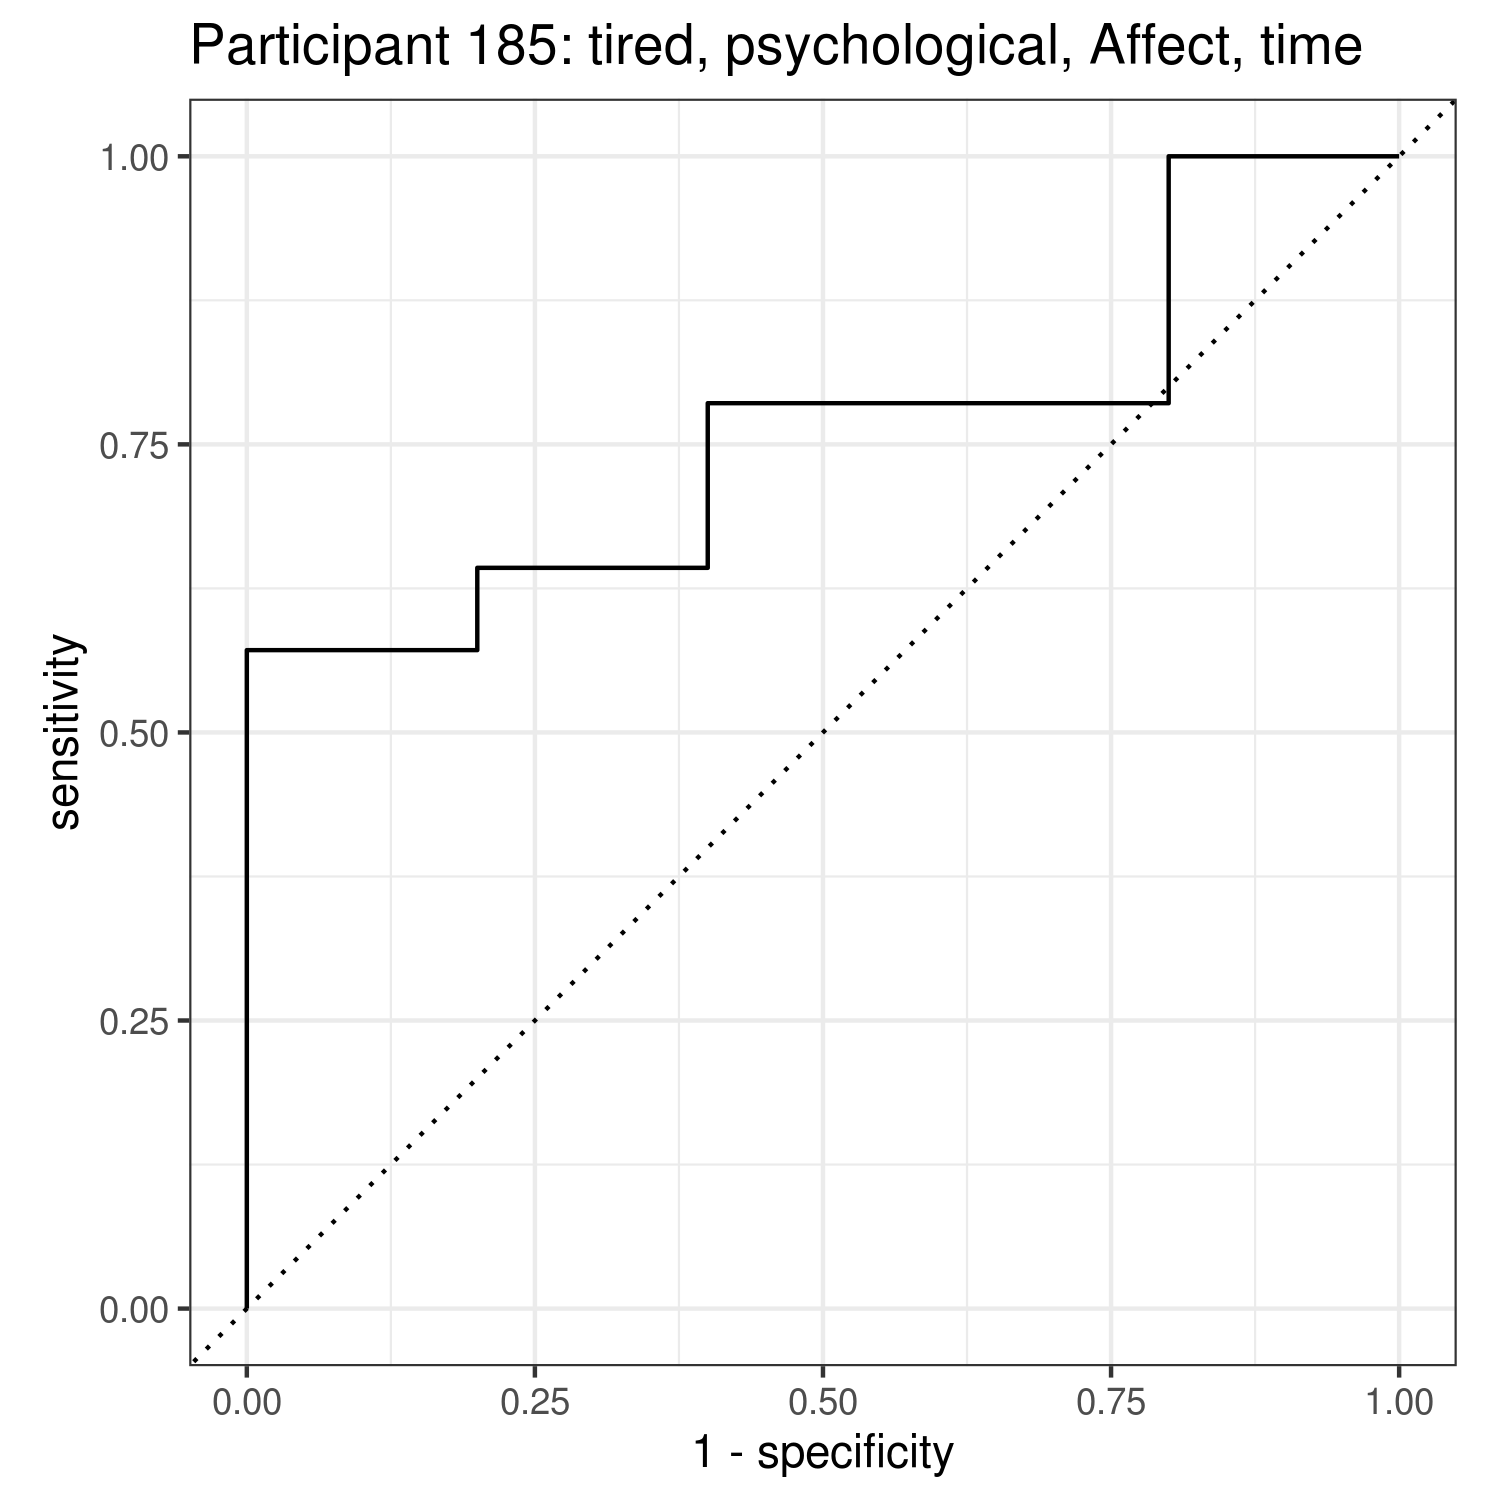 Participant 185: tired, psychological, Affect, time
1.00
0.75
0.50
0.25
0.00
sensitivity
0.00 0.25 0.50 0.75 1.00
1 - specificity